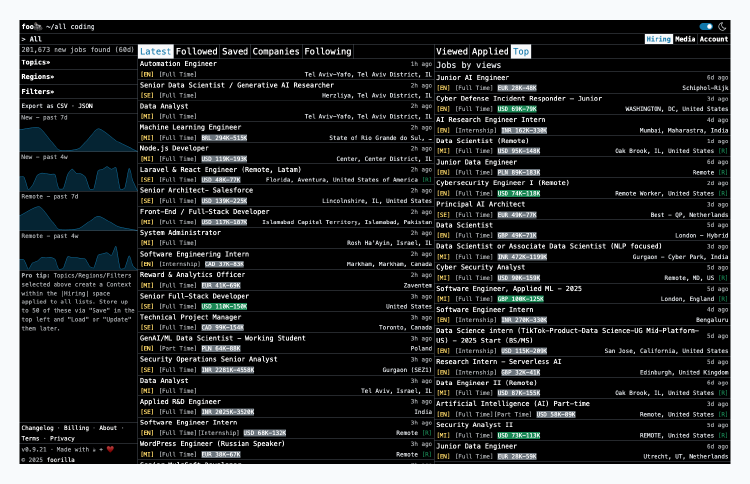 foo🦍 ~/all coding
> All
Hiring Media Account
201,673 new jobs found (60d)
Topics»
Regions»
Filters»
Export as CSV · JSON
New – past 7d
New – past 4w
Remote – past 7d
Remote – past 4w
Pro tip: Topics/Regions/Filters
selected above create a Context
within the |Hiring| space
applied to all lists. Store up
to 50 of these via "Save" in the
top left and "Load" or "Update"
them later.
Changelog · Billing · About ·
Terms · Privacy
v0.9.21 · Made with ☕ + ❤️
© 2025 foorilla
Latest Followed Saved Companies Following
Automation Engineer 1h ago
[EN] [Full Time] Tel Aviv-Yafo, Tel Aviv District, IL
Senior Data Scientist / Generative AI Researcher 2h ago
[SE] [Full Time] Herzliya, Tel Aviv District, IL
Data Analyst 2h ago
[MI] [Full Time] Tel Aviv-Yafo, Tel Aviv District, IL
Machine Learning Engineer 2h ago
[MI] [Full Time] BRL 294K-515K State of Rio Grande do Sul, …
Node.js Developer 2h ago
[MI] [Full Time] USD 119K-193K Center, Center District, IL
Laravel & React Engineer (Remote, Latam) 2h ago
[SE] [Full Time] USD 48K-77K Florida, Aventura, United States of America [R]
Senior Architect- Salesforce 2h ago
[SE] [Full Time] USD 139K-225K Lincolnshire, IL, United States
Front-End / Full-Stack Developer 2h ago
[MI] [Full Time] USD 117K-187K Islamabad Capital Territory, Islamabad, Pakistan
System Administrator 2h ago
[MI] [Full Time] Rosh Ha'Ayin, Israel, IL
Software Engineering Intern 2h ago
[EN] [Internship] CAD 37K-83K Markham, Markham, Canada
Reward & Analytics Officer 2h ago
[MI] [Full Time] EUR 41K-69K Zaventem
Senior Full-Stack Developer 3h ago
[SE] [Full Time] USD 110K-150K United States
Technical Project Manager 3h ago
[SE] [Full Time] CAD 99K-154K Toronto, Canada
GenAI/ML Data Scientist – Working Student 3h ago
[EN] [Part Time] PLN 64K-88K Poland
Security Operations Senior Analyst 3h ago
[SE] [Full Time] INR 2281K-4558K Gurgaon (SEZ1)
Data Analyst 3h ago
[MI] [Full Time] Tel Aviv, Israel, IL
Applied R&D Engineer 3h ago
[SE] [Full Time] INR 2025K-3520K India
Software Engineer Intern 3h ago
[EN] [Full Time][Internship] USD 68K-132K Remote [R]
WordPress Engineer (Russian Speaker) 3h ago
[MI] [Full Time] EUR 38K-67K Remote [R]
Viewed Applied Top
Jobs by views
Junior AI Engineer 6d ago
[EN] [Full Time] EUR 28K-48K Schiphol-Rijk
Cyber Defense Incident Responder – Junior 3d ago
[EN] [Full Time] USD 69K-79K WASHINGTON, DC, United States
AI Research Engineer Intern 4d ago
[EN] [Internship] INR 162K-330K Mumbai, Maharastra, India
Data Scientist (Remote) 1d ago
[MI] [Full Time] USD 95K-148K Oak Brook, IL, United States [R]
Junior Data Engineer 6d ago
[EN] [Full Time] PLN 89K-183K Remote [R]
Cybersecurity Engineer I (Remote) 2d ago
[EN] [Full Time] USD 74K-110K Remote Worker, United States [R]
Principal AI Architect 3d ago
[SE] [Full Time] EUR 49K-77K Best – QP, Netherlands
Data Scientist 5d ago
[EN] [Full Time] GBP 49K-71K London – Hybrid
Data Scientist or Associate Data Scientist (NLP focused) 3d ago
[MI] [Full Time] INR 472K-1199K Gurgaon – Cyber Park, India
Cyber Security Analyst 5d ago
[MI] [Full Time] USD 90K-159K Remote, MD, US [R]
Software Engineer, Applied ML – 2025 5d ago
[MI] [Full Time] GBP 100K-125K London, England [R]
Software Engineer Intern 4d ago
[EN] [Internship] INR 270K-330K Bengaluru
Data Science intern (TikTok-Product-Data Science-UG Mid-Platform-
US) – 2025 Start (BS/MS) 5d ago
[EN] [Internship] USD 115K-209K San Jose, California, United States
Research Intern – Serverless AI 5d ago
[EN] [Internship] GBP 32K-41K Edinburgh, United Kingdom
Data Engineer II (Remote) 6d ago
[MI] [Full Time] USD 87K-155K Oak Brook, IL, United States [R]
Artificial Intelligence (AI) Part-time 3d ago
[EN] [Full Time][Part Time] USD 58K-89K Remote, United States [R]
Security Analyst II 2d ago
[MI] [Full Time] USD 73K-113K REMOTE, United States [R]
Junior Data Engineer 6d ago
[EN] [Full Time] EUR 28K-59K Utrecht, UT, Netherlands